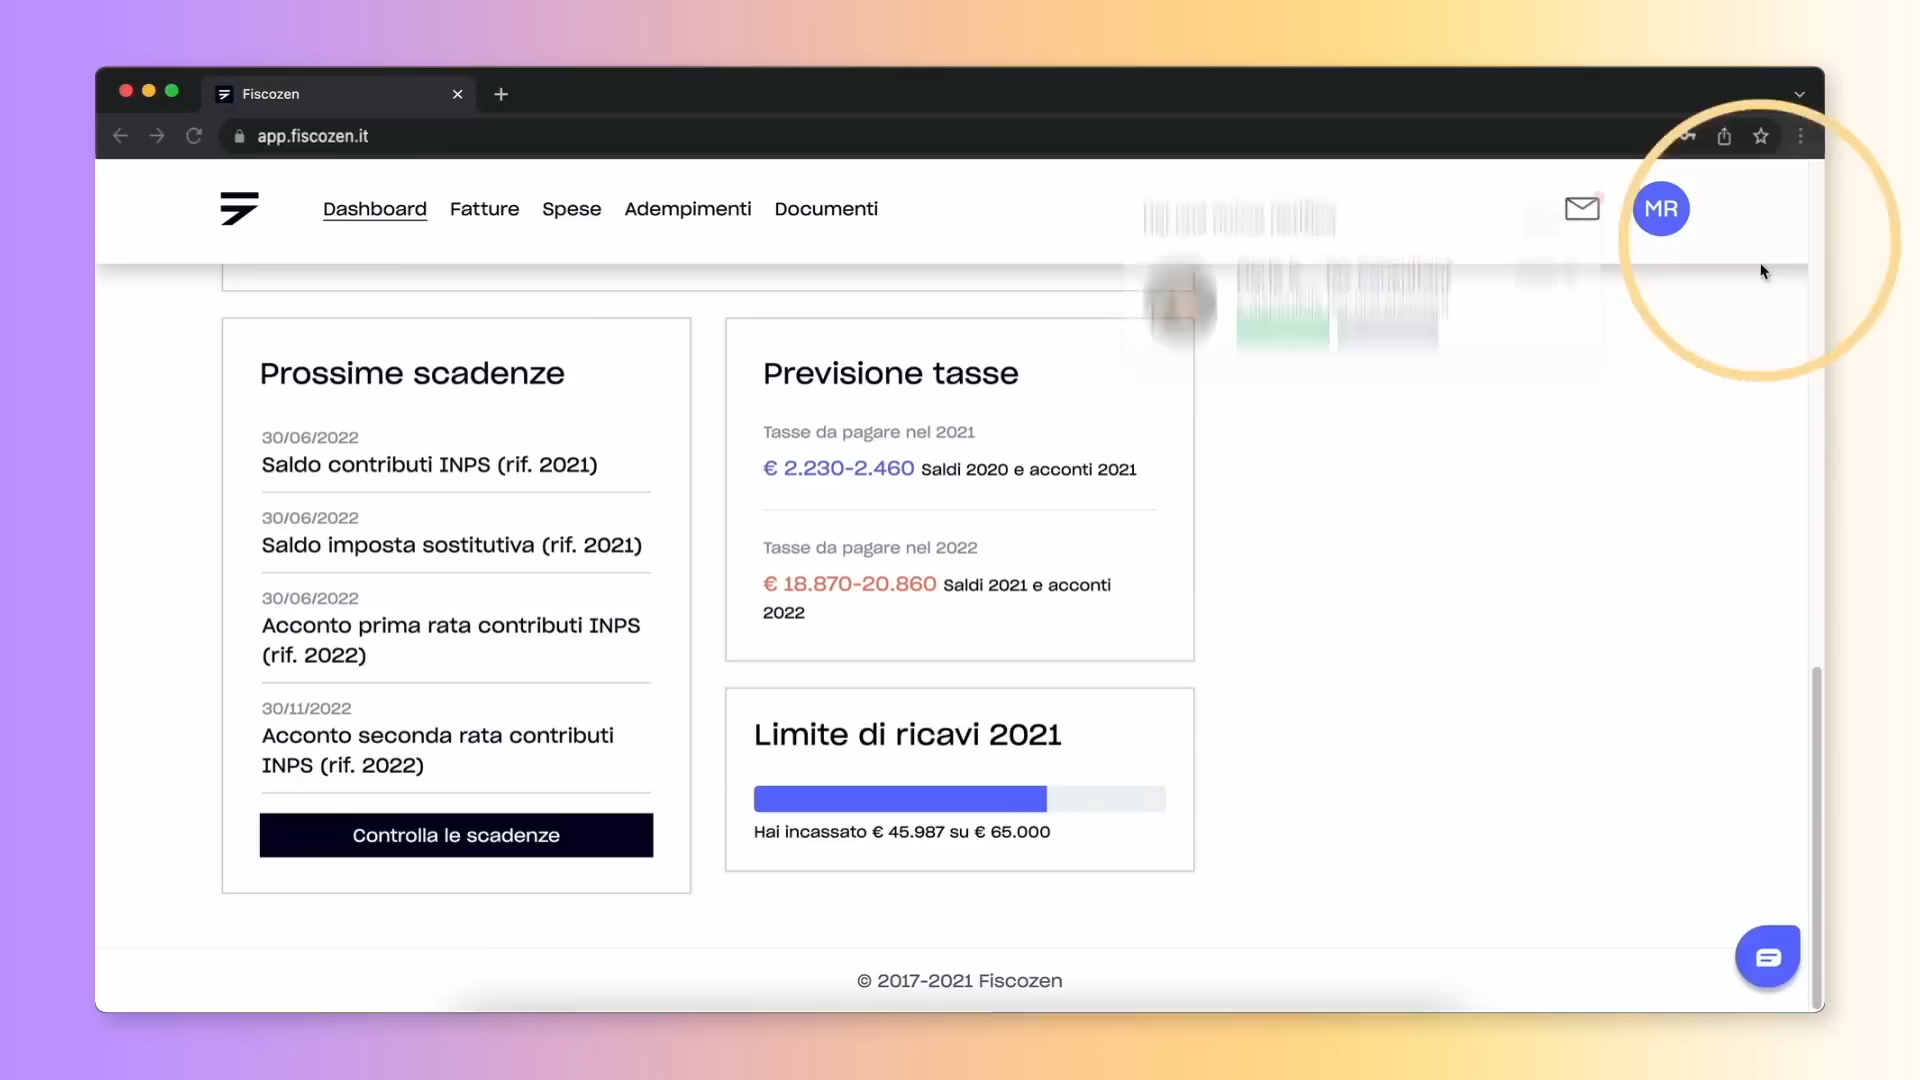 Fiscozen
app.fiscozen.it
Dashboard Fatture Spese Adempimenti Documenti
MR
Prossime scadenze
30/06/2022
Saldo contributi INPS (rif. 2021)
30/06/2022
Saldo imposta sostitutiva (rif. 2021)
30/06/2022
Acconto prima rata contributi INPS
(rif. 2022)
30/11/2022
Acconto seconda rata contributi
INPS (rif. 2022)
Controlla le scadenze
Previsione tasse
Tasse da pagare nel 2021
€ 2.230-2.460 Saldi 2020 e acconti 2021
Tasse da pagare nel 2022
€ 18.870-20.860 Saldi 2021 e acconti
2022
Limite di ricavi 2021
Hai incassato € 45.987 su € 65.000
© 2017-2021 Fiscozen